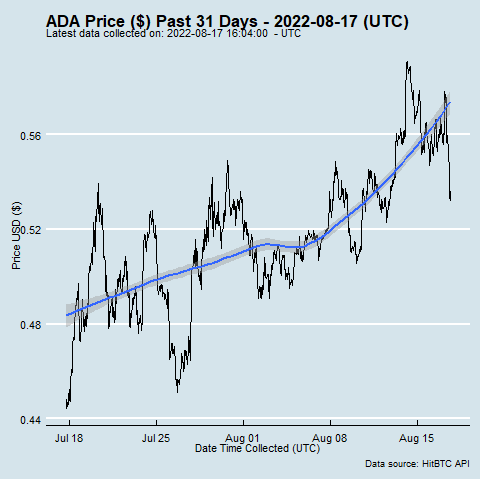 ADA Price ($) Past 31 Days - 2022-08-17 (UTC)
Latest data collected on: 2022-08-17 16:04:00 - UTC
Price USD ($)
0.56
0.52
0.48
0.44
Jul 18 Jul 25 Aug 01 Aug 08 Aug 15
Date Time Collected (UTC)
Data source: HitBTC API